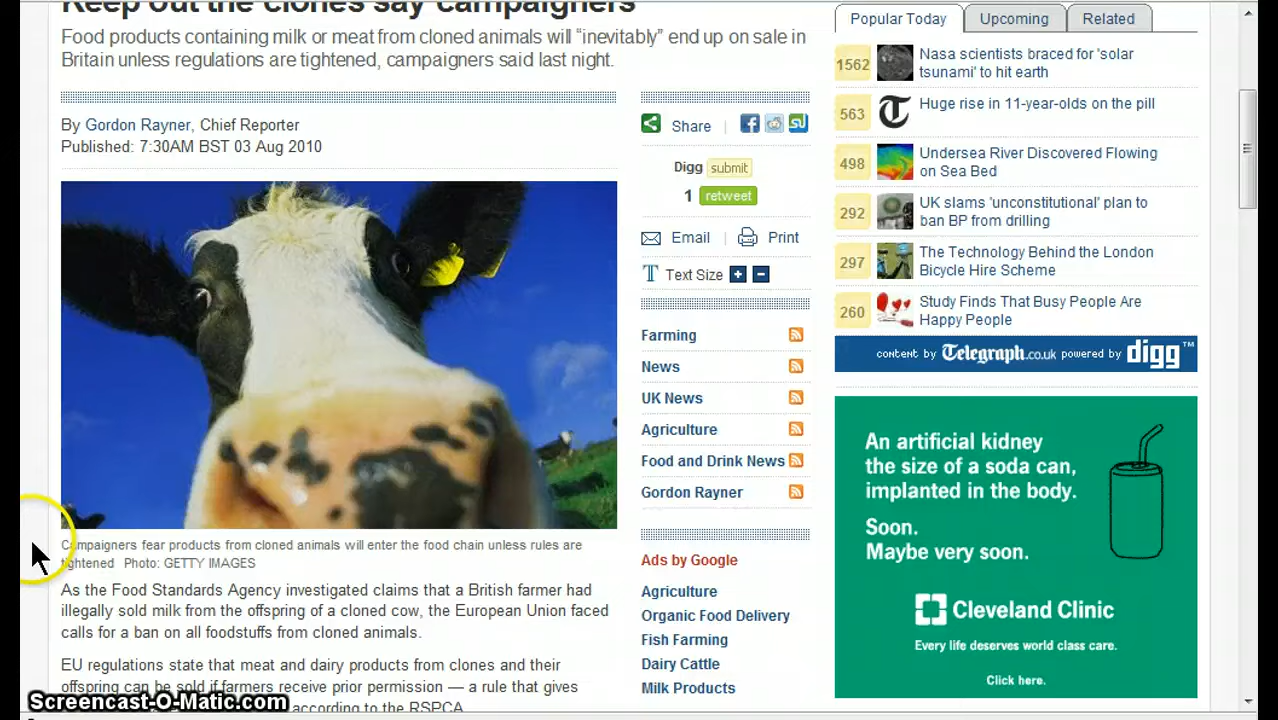 Keep out the clones say campaigners
Food products containing milk or meat from cloned animals will “inevitably” end up on sale in
Britain unless regulations are tightened, campaigners said last night.
By Gordon Rayner, Chief Reporter
Published: 7:30AM BST 03 Aug 2010
Campaigners fear products from cloned animals will enter the food chain unless rules are
tightened Photo: GETTY IMAGES
As the Food Standards Agency investigated claims that a British farmer had
illegally sold milk from the offspring of a cloned cow, the European Union faced
calls for a ban on all foodstuffs from cloned animals.
EU regulations state that meat and dairy products from clones and their
offspring can be sold if farmers receive prior permission — a rule that gives
according to the RSPCA.
Screencast-O-Matic.com
Share
Digg submit
1 retweet
Email | Print
T Text Size + -
Farming
News
UK News
Agriculture
Food and Drink News
Gordon Rayner
Ads by Google
Agriculture
Organic Food Delivery
Fish Farming
Dairy Cattle
Milk Products
Popular Today Upcoming Related
1562 Nasa scientists braced for 'solar
tsunami' to hit earth
563 Huge rise in 11-year-olds on the pill
498 Undersea River Discovered Flowing
on Sea Bed
292 UK slams 'unconstitutional' plan to
ban BP from drilling
297 The Technology Behind the London
Bicycle Hire Scheme
260 Study Finds That Busy People Are
Happy People
content by Telegraph.co.uk powered by digg™
An artificial kidney
the size of a soda can,
implanted in the body.
Soon.
Maybe very soon.
Cleveland Clinic
Every life deserves world class care.
Click here.